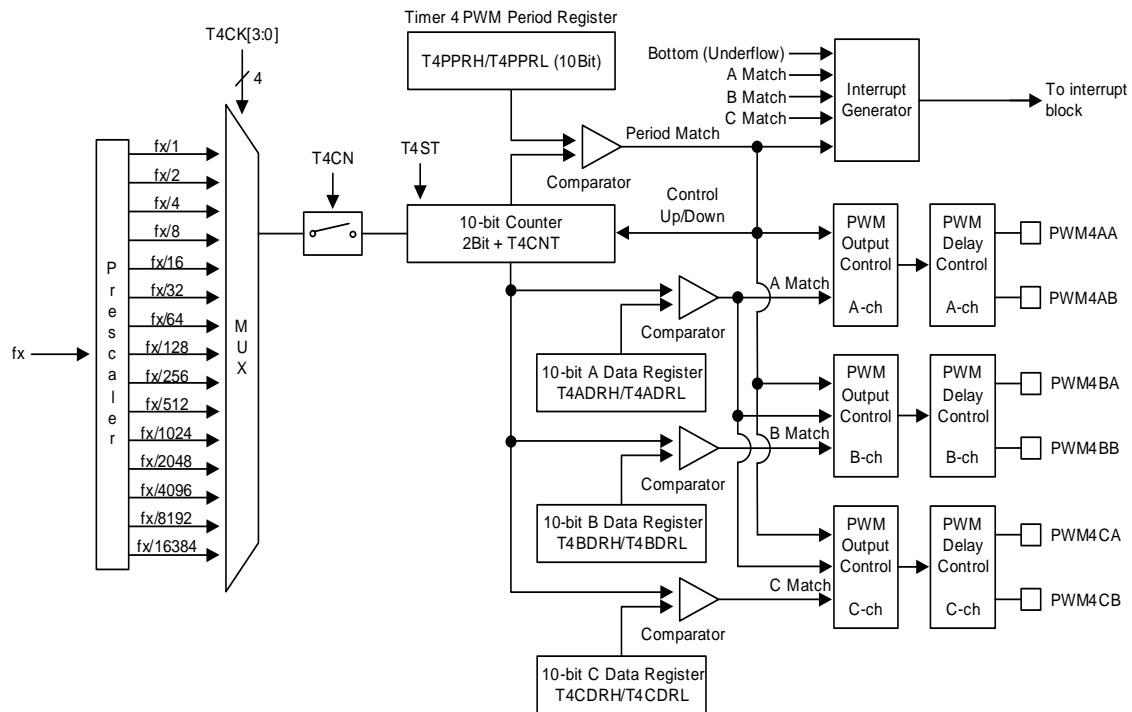 Timer 4 PWM Period Register
T4CK[3:0]
4
T4PPRH/T4PPRL (10Bit)
Bottom (Underflow)
A Match
B Match
C Match
Interrupt
Generator
To interrupt
block
Period Match
Comparator
fx
Prescaler
fx/1
fx/2
fx/4
fx/8
fx/16
fx/32
fx/64
fx/128
fx/256
fx/512
fx/1024
fx/2048
fx/4096
fx/8192
fx/16384
MUX
T4CN
T4ST
10-bit Counter
2Bit + T4CNT
Control
Up/Down
A Match
Comparator
10-bit A Data Register
T4ADRH/T4ADRL
PWM
Output
Control
A-ch
PWM
Delay
Control
A-ch
PWM4AA
PWM4AB
B Match
Comparator
10-bit B Data Register
T4BDRH/T4BDRL
PWM
Output
Control
B-ch
PWM
Delay
Control
B-ch
PWM4BA
PWM4BB
C Match
Comparator
10-bit C Data Register
T4CDRH/T4CDRL
PWM
Output
Control
C-ch
PWM
Delay
Control
C-ch
PWM4CA
PWM4CB